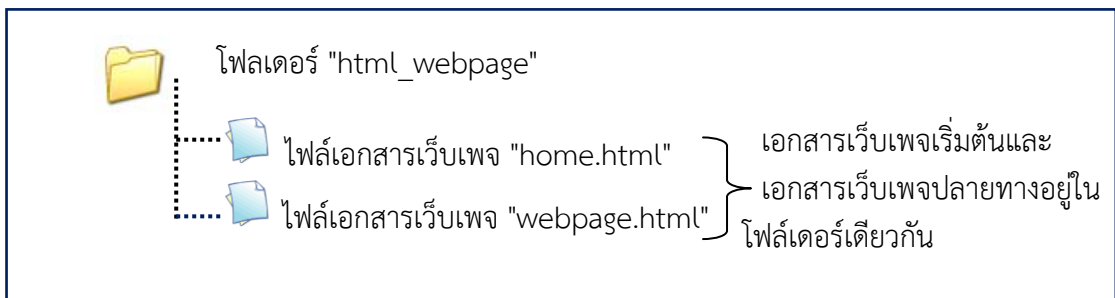 โฟลเดอร์ "html_webpage"
ไฟล์เอกสารเว็บเพจ "home.html"
ไฟล์เอกสารเว็บเพจ "webpage.html"
เอกสารเว็บเพจเริ่มต้นและ
เอกสารเว็บเพจปลายทางอยู่ใน
โฟล์เดอร์เดียวกัน